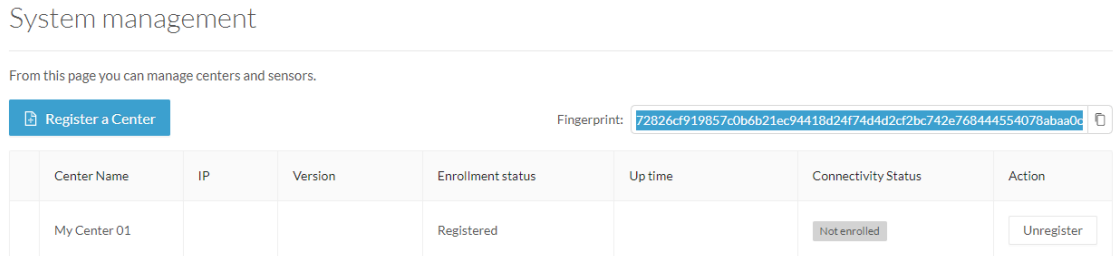 System management
From this page you can manage centers and sensors.
Register a Center
Fingerprint: 72826cf919857c0b6b21ec94418d24f74d4d2cf2bc742e768444554078abaa0c
Center Name IP Version Enrollment status Up time Connectivity Status Action
My Center 01 Registered Not enrolled Unregister